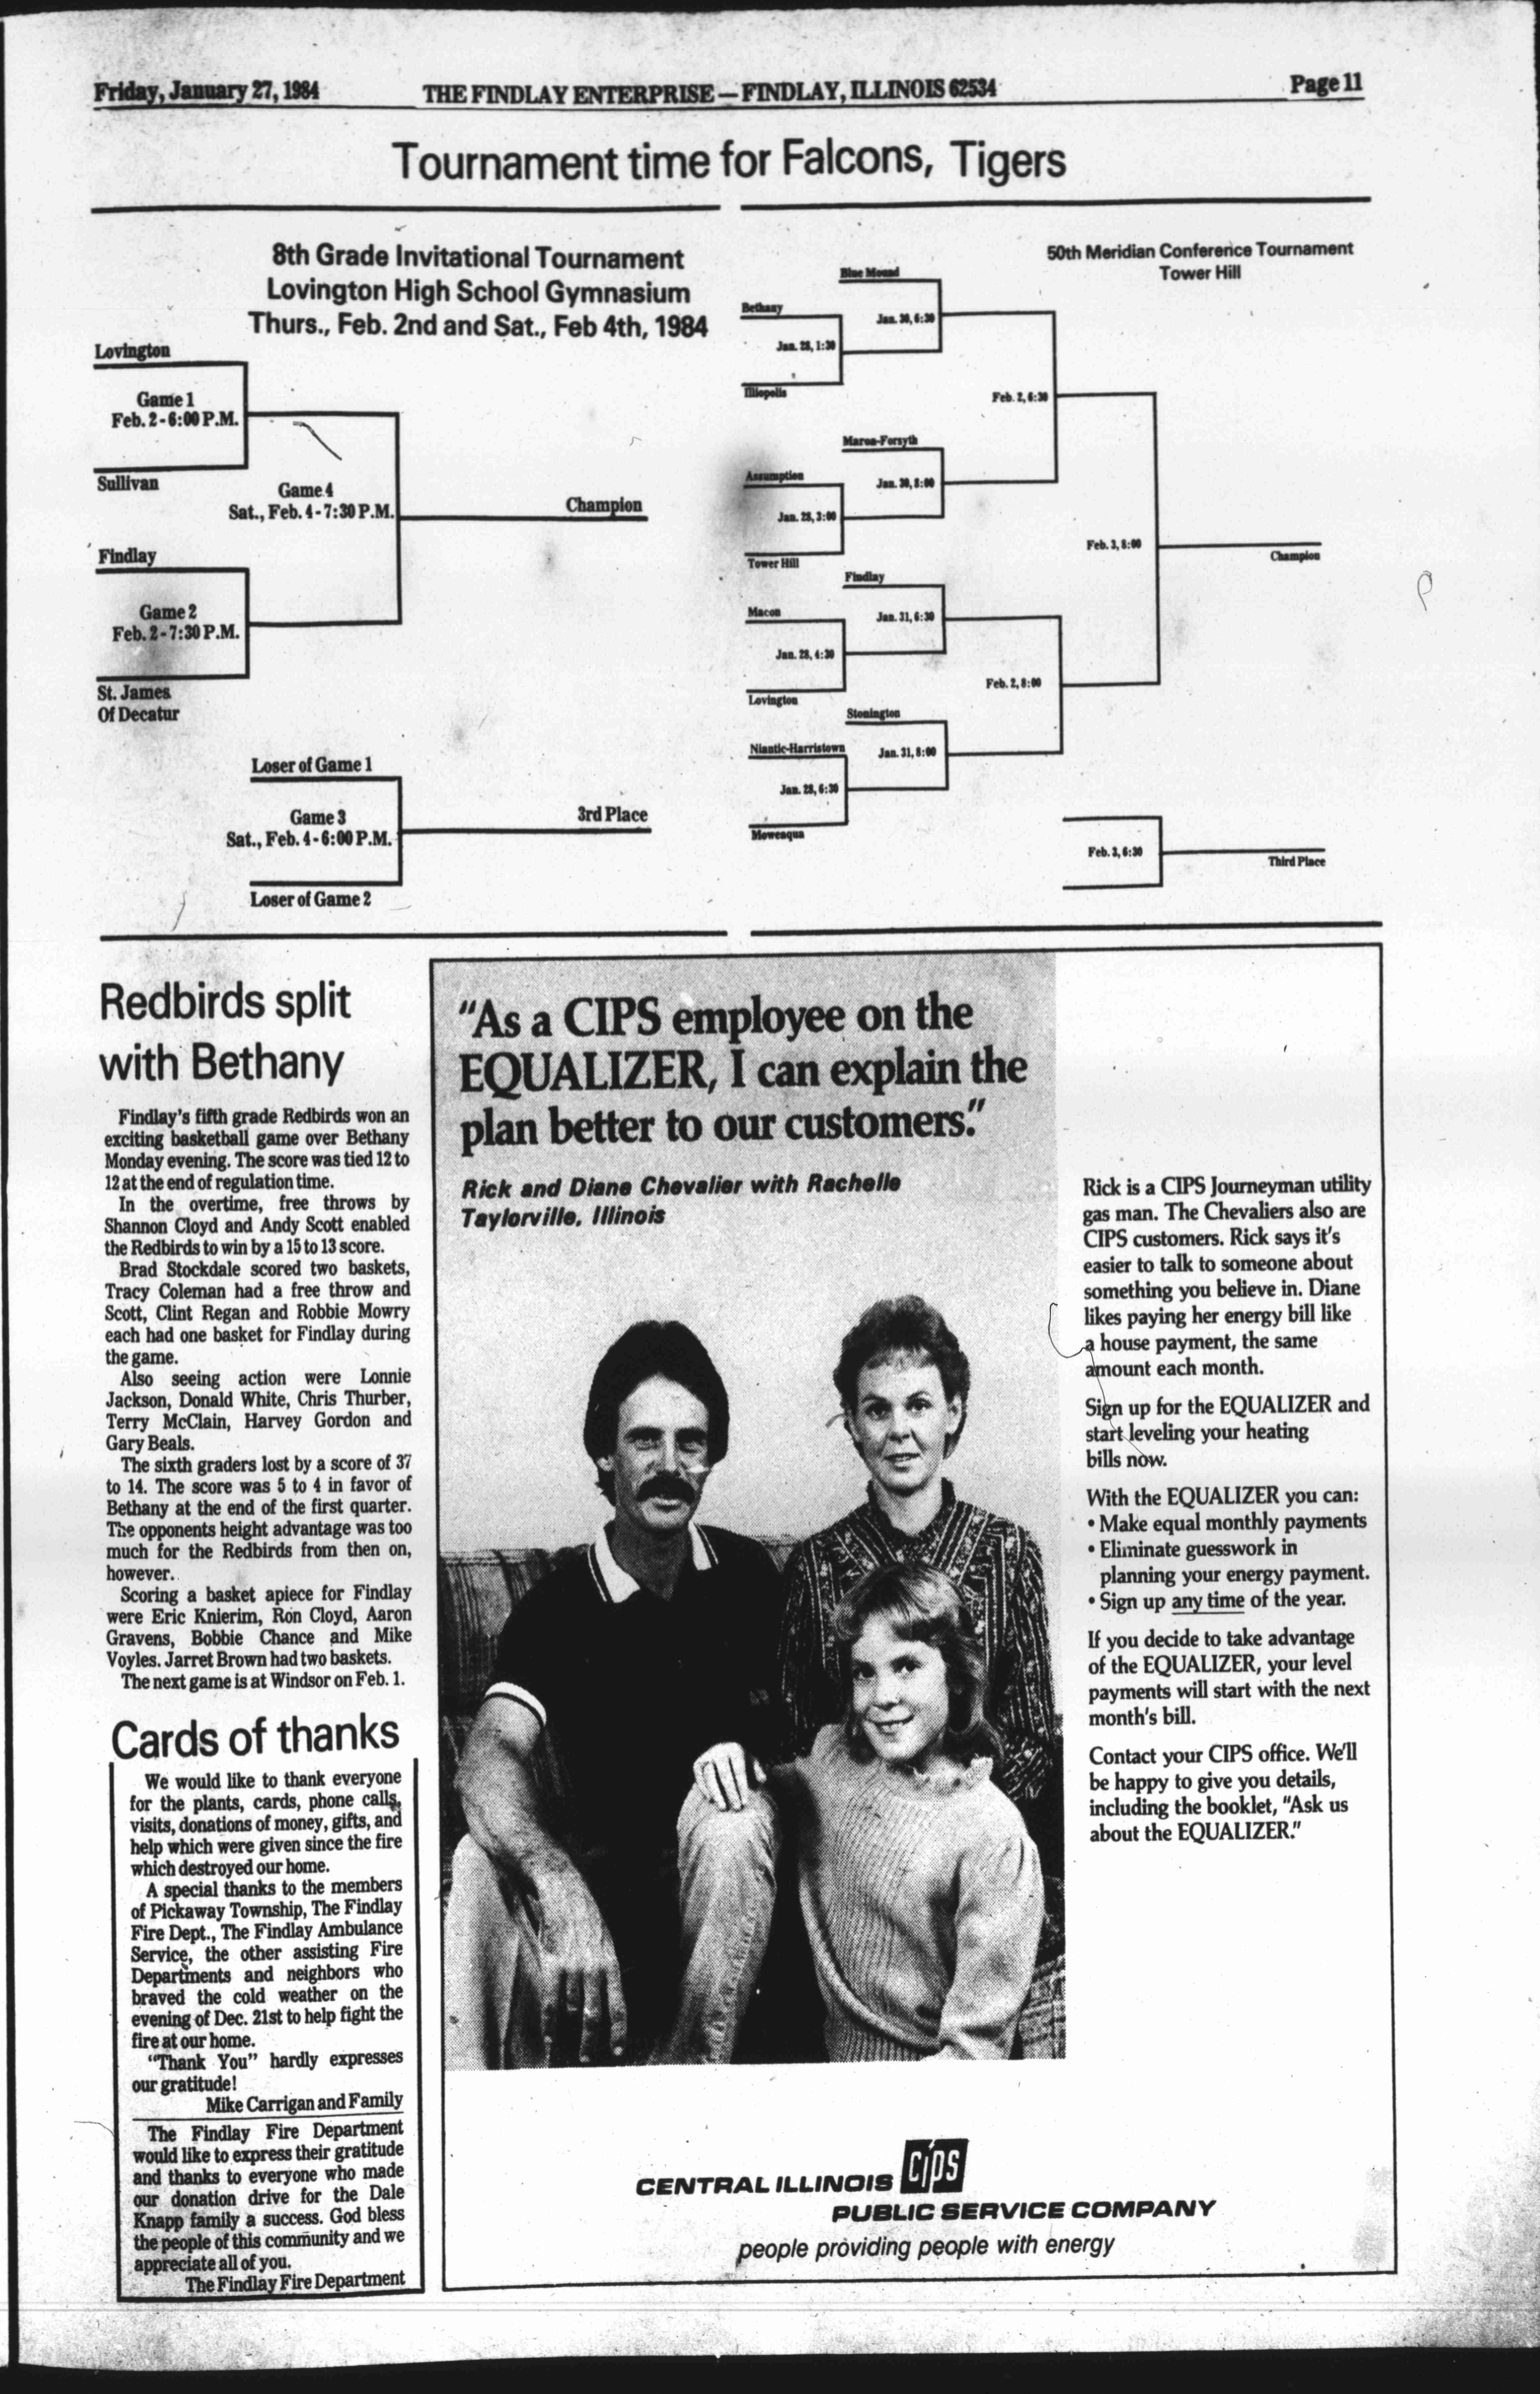 Friday, January 27, 1984
THE FINDLAY ENTERPRISE — FINDLAY, ILLINOIS 62534
Page 11
Tournament time for Falcons, Tigers
8th Grade Invitational Tournament
Lovington High School Gymnasium
Thurs., Feb. 2nd and Sat., Feb 4th, 1984
Lovington
Game 1
Feb. 2 - 6:00 P.M.
Sullivan
Game 4
Sat., Feb. 4 - 7:30 P.M.
Champion
Findlay
Game 2
Feb. 2 - 7:30 P.M.
St. James
Of Decatur
Loser of Game 1
Game 3
Sat., Feb. 4 - 6:00 P.M.
3rd Place
Loser of Game 2
50th Meridian Conference Tournament
Tower Hill
Blue Mound
Bethany
Jan. 30, 6:30
Jan. 28, 1:30
Illiopolis
Feb. 2, 6:30
Maroa-Forsyth
Assumption
Jan. 30, 8:00
Jan. 28, 3:00
Tower Hill
Feb. 3, 8:00
Champion
Findlay
Macon
Jan. 31, 6:30
Jan. 28, 4:30
Lovington
Feb. 2, 8:00
Stonington
Niantic-Harristown
Jan. 31, 8:00
Jan. 28, 6:30
Moweaqua
Feb. 3, 6:30
Third Place
Redbirds split
with Bethany
Findlay's fifth grade Redbirds won an
exciting basketball game over Bethany
Monday evening. The score was tied 12 to
12 at the end of regulation time.
In the overtime, free throws by
Shannon Cloyd and Andy Scott enabled
the Redbirds to win by a 15 to 13 score.
Brad Stockdale scored two baskets,
Tracy Coleman had a free throw and
Scott, Clint Regan and Robbie Mowry
each had one basket for Findlay during
the game.
Also seeing action were Lonnie
Jackson, Donald White, Chris Thurber,
Terry McClain, Harvey Gordon and
Gary Beals.
The sixth graders lost by a score of 37
to 14. The score was 5 to 4 in favor of
Bethany at the end of the first quarter.
The opponents height advantage was too
much for the Redbirds from then on,
however.
Scoring a basket apiece for Findlay
were Eric Knierim, Ron Cloyd, Aaron
Gravens, Bobbie Chance and Mike
Voyles. Jarret Brown had two baskets.
The next game is at Windsor on Feb. 1.
Cards of thanks
We would like to thank everyone
for the plants, cards, phone calls,
visits, donations of money, gifts, and
help which were given since the fire
which destroyed our home.
A special thanks to the members
of Pickaway Township, The Findlay
Fire Dept., The Findlay Ambulance
Service, the other assisting Fire
Departments and neighbors who
braved the cold weather on the
evening of Dec. 21st to help fight the
fire at our home.
"Thank You" hardly expresses
our gratitude!
Mike Carrigan and Family
The Findlay Fire Department
would like to express their gratitude
and thanks to everyone who made
our donation drive for the Dale
Knapp family a success. God bless
the people of this community and we
appreciate all of you.
The Findlay Fire Department
"As a CIPS employee on the
EQUALIZER, I can explain the
plan better to our customers."
Rick and Diane Chevalier with Rachelle
Taylorville, Illinois
Rick is a CIPS Journeyman utility
gas man. The Chevaliers also are
CIPS customers. Rick says it's
easier to talk to someone about
something you believe in. Diane
likes paying her energy bill like
a house payment, the same
amount each month.
Sign up for the EQUALIZER and
start leveling your heating
bills now.
With the EQUALIZER you can:
• Make equal monthly payments
• Eliminate guesswork in
planning your energy payment.
• Sign up any time of the year.
If you decide to take advantage
of the EQUALIZER, your level
payments will start with the next
month's bill.
Contact your CIPS office. We'll
be happy to give you details,
including the booklet, "Ask us
about the EQUALIZER."
CENTRAL ILLINOIS CIPS
PUBLIC SERVICE COMPANY
people providing people with energy